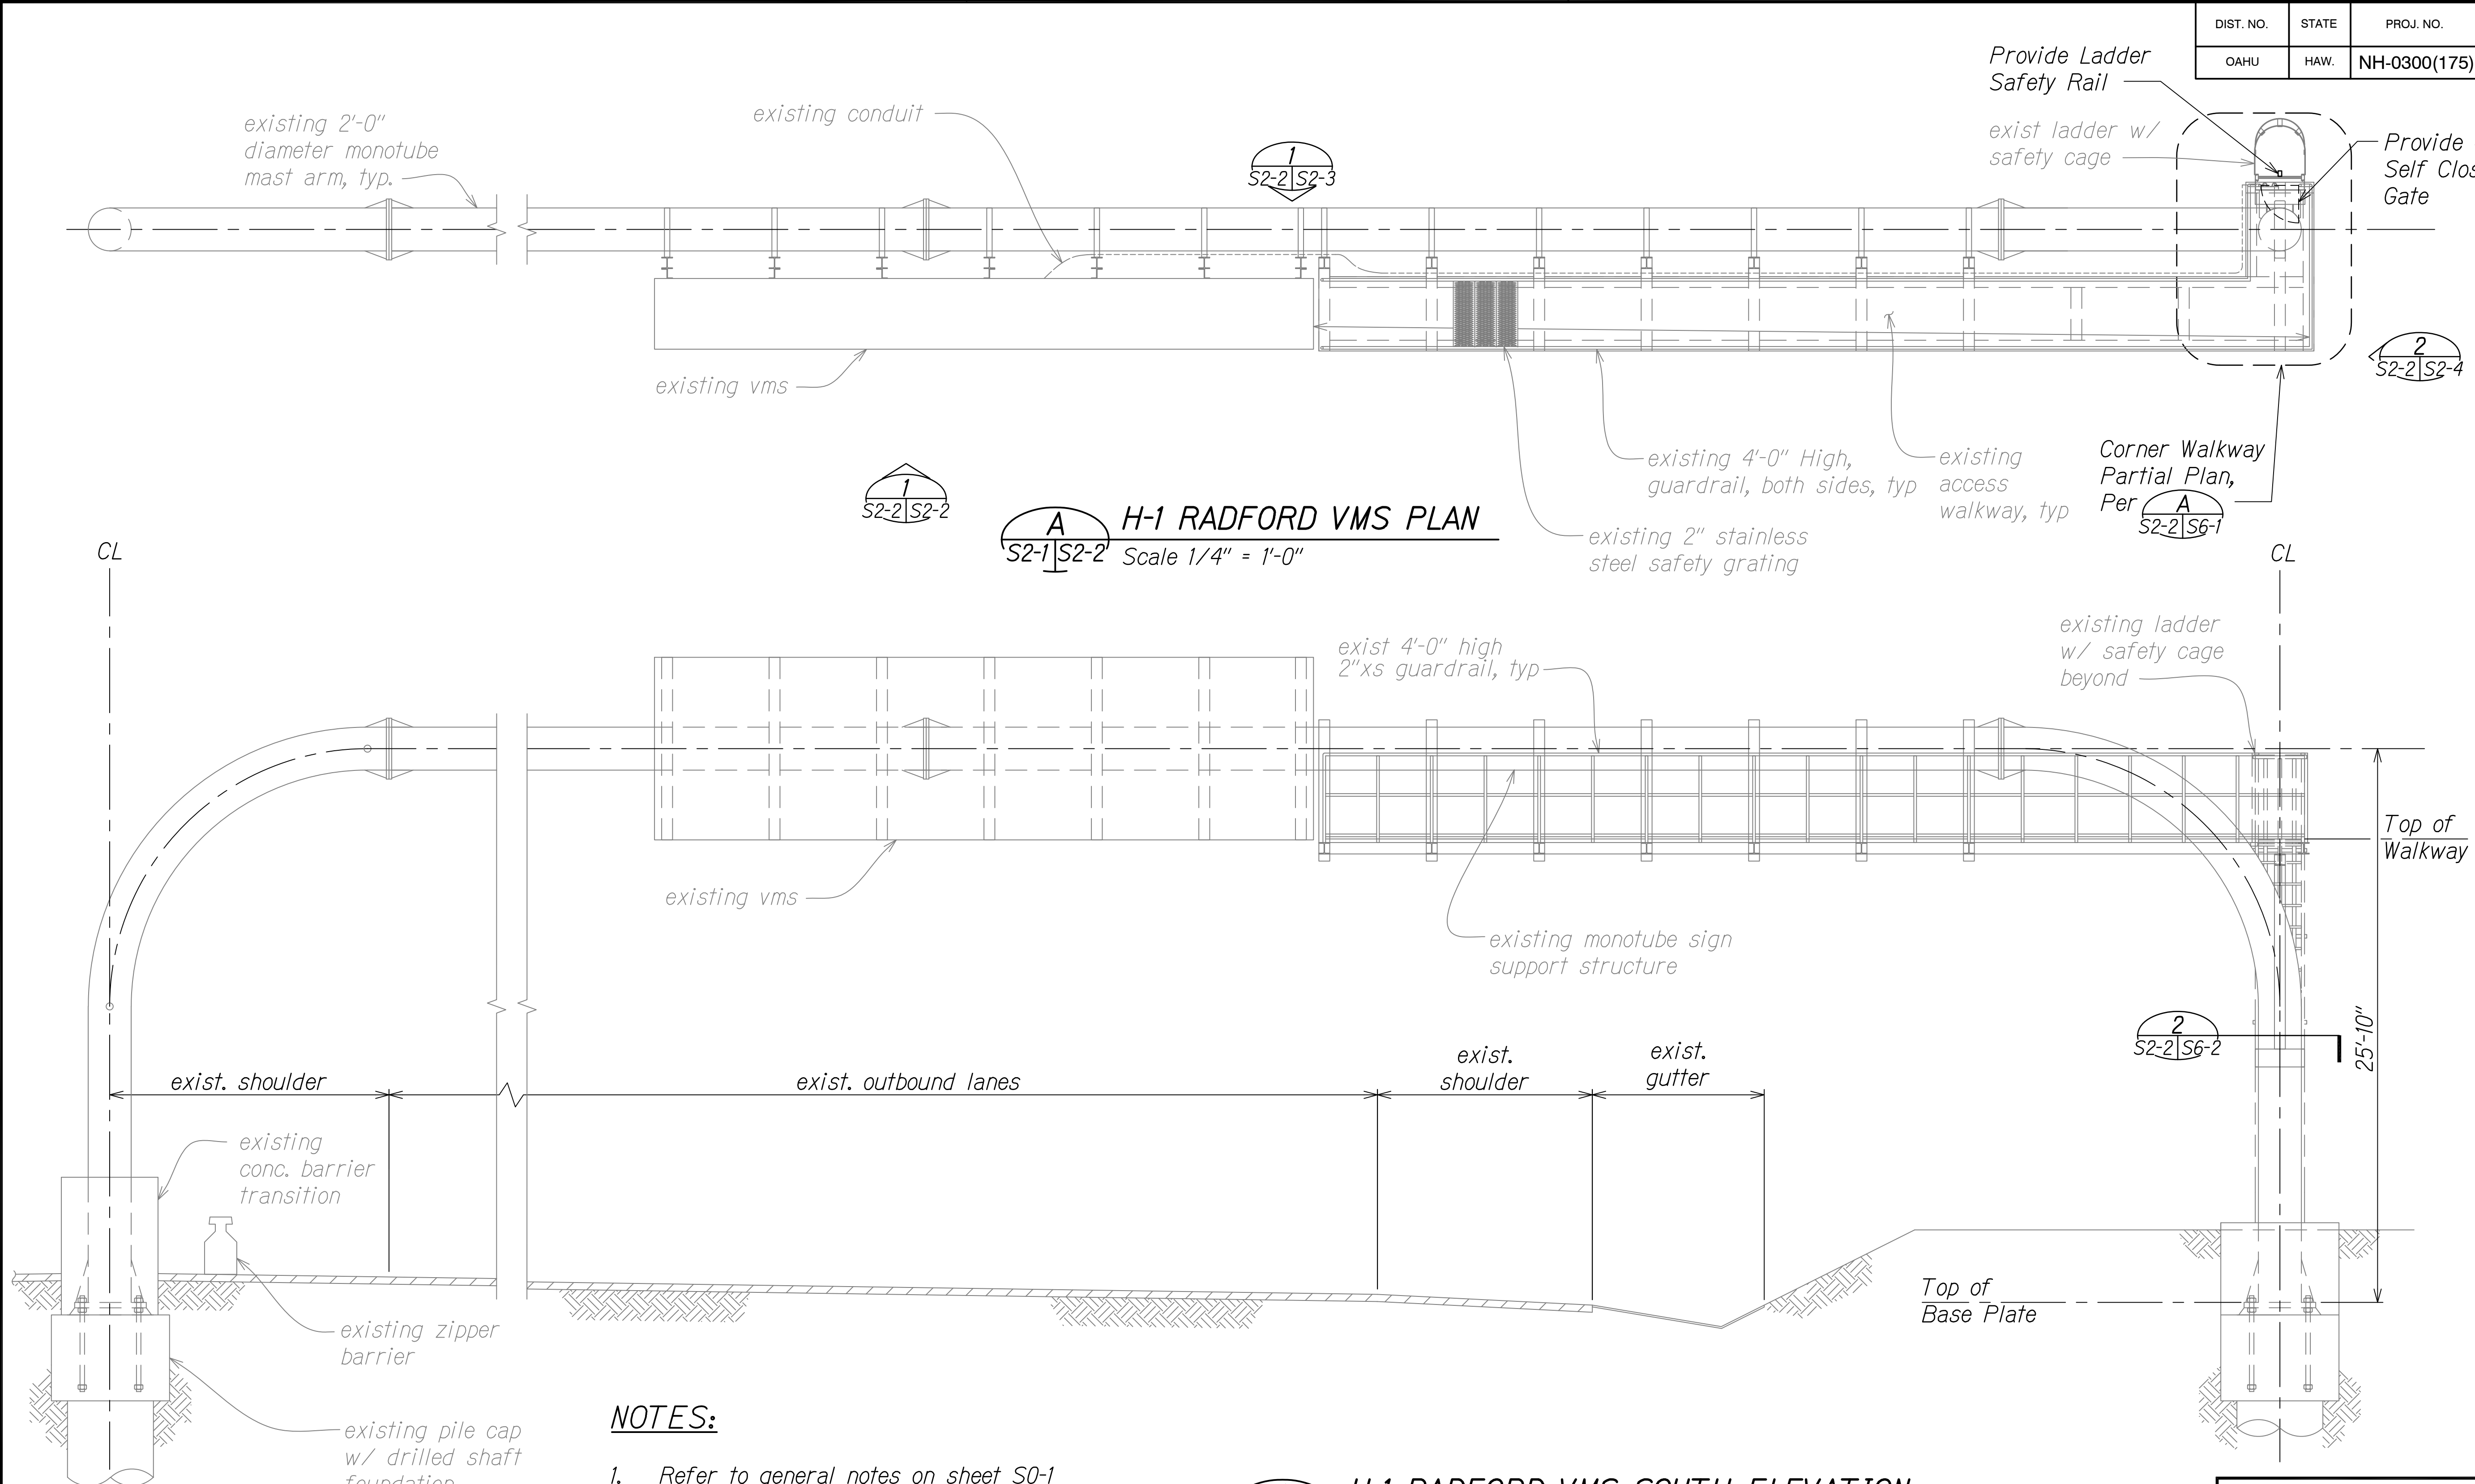 DIST. NO. STATE PROJ. NO.
OAHU HAW. NH-0300(175)
Provide Ladder
Safety Rail
existing 2'-0"
diameter monotube
mast arm, typ.
existing conduit
1
S2-2 S2-3
exist ladder w/
safety cage
Provide
Self Clos
Gate
existing vms
2
S2-2 S2-4
1
S2-2 S2-2
existing 4'-0" High,
guardrail, both sides, typ
existing
access
walkway, typ
Corner Walkway
Partial Plan,
Per
A
S2-2 S6-1
A
S2-1 S2-2
H-1 RADFORD VMS PLAN
Scale 1/4" = 1'-0"
existing 2" stainless
steel safety grating
CL
CL
exist 4'-0" high
2"xs guardrail, typ
existing ladder
w/ safety cage
beyond
Top of
Walkway
existing vms
existing monotube sign
support structure
2
S2-2 S6-2
25'-10"
exist. shoulder
exist. outbound lanes
exist.
shoulder
exist.
gutter
existing
conc. barrier
transition
Top of
Base Plate
existing zipper
barrier
existing pile cap
w/ drilled shaft
foundation
NOTES:
1. Refer to general notes on sheet S0-1
H-1 RADFORD VMS SOUTH ELEVATION